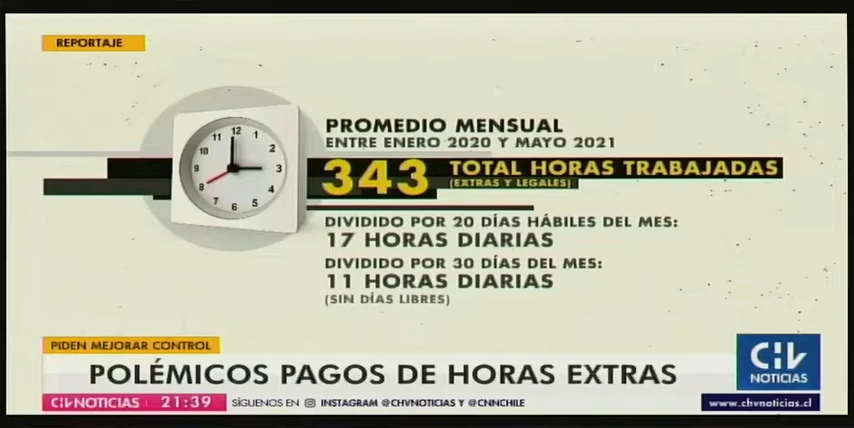 REPORTAJE
PROMEDIO MENSUAL
ENTRE ENERO 2020 Y MAYO 2021
12
1
2
3
4
5
6
7
8
9
10
11
343 TOTAL HORAS TRABAJADAS
(EXTRAS Y LEGALES)
DIVIDIDO POR 20 DÍAS HÁBILES DEL MES:
17 HORAS DIARIAS
DIVIDIDO POR 30 DÍAS DEL MES:
11 HORAS DIARIAS
(SIN DÍAS LIBRES)
PIDEN MEJORAR CONTROL
POLÉMICOS PAGOS DE HORAS EXTRAS
CHV NOTICIAS
CHV NOTICIAS 21:39 SÍGUENOS EN INSTAGRAM @CHVNOTICIAS Y @CNNCHILE
www.chvnoticias.cl